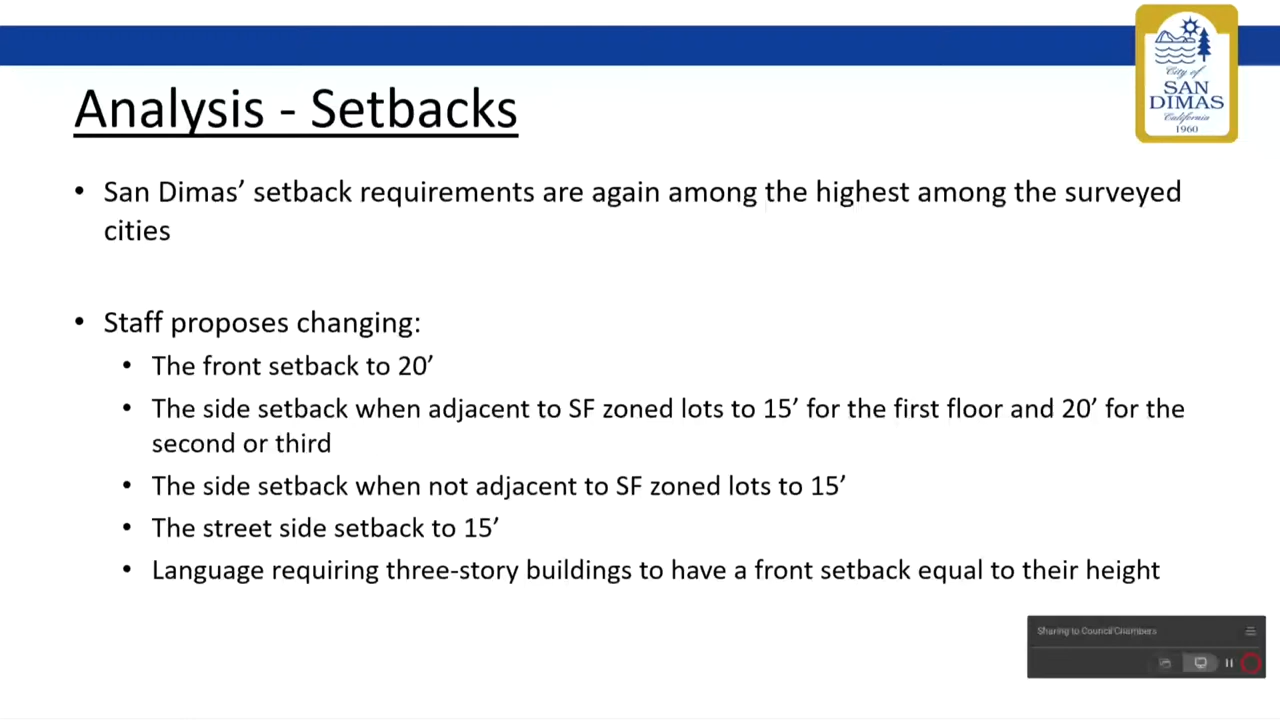 City of
SAN
DIMAS
California
1960
Analysis - Setbacks
• San Dimas’ setback requirements are again among the highest among the surveyed
cities
• Staff proposes changing:
• The front setback to 20’
• The side setback when adjacent to SF zoned lots to 15’ for the first floor and 20’ for the
second or third
• The side setback when not adjacent to SF zoned lots to 15’
• The street side setback to 15’
• Language requiring three-story buildings to have a front setback equal to their height
Sharing to Council Chambers